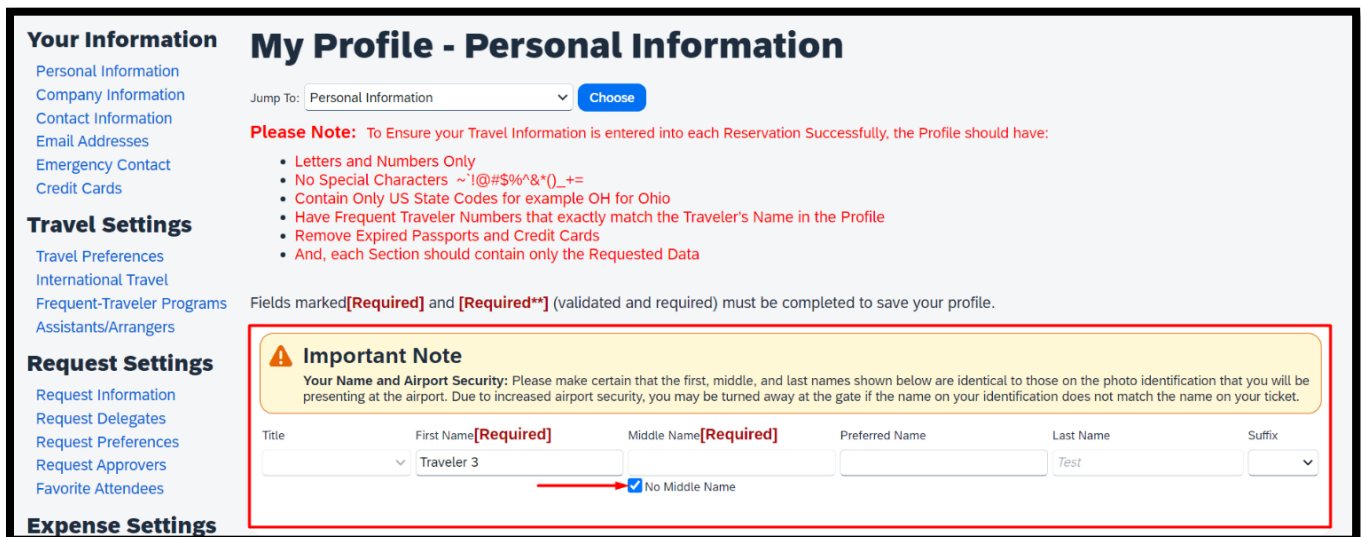 Your Information
Personal Information
Company Information
Contact Information
Email Addresses
Emergency Contact
Credit Cards
Travel Settings
Travel Preferences
International Travel
Frequent-Traveler Programs
Assistants/Arrangers
Request Settings
Request Information
Request Delegates
Request Preferences
Request Approvers
Favorite Attendees
Expense Settings
My Profile - Personal Information
Jump To: Personal Information Choose
Please Note: To Ensure your Travel Information is entered into each Reservation Successfully, the Profile should have:
• Letters and Numbers Only
• No Special Characters ~`!@#$%^&*()_+=
• Contain Only US State Codes for example OH for Ohio
• Have Frequent Traveler Numbers that exactly match the Traveler's Name in the Profile
• Remove Expired Passports and Credit Cards
• And, each Section should contain only the Requested Data
Fields marked[Required] and [Required**] (validated and required) must be completed to save your profile.
Important Note
Your Name and Airport Security: Please make certain that the first, middle, and last names shown below are identical to those on the photo identification that you will be
presenting at the airport. Due to increased airport security, you may be turned away at the gate if the name on your identification does not match the name on your ticket.
Title First Name[Required] Middle Name[Required] Preferred Name Last Name Suffix
Traveler 3 Test
No Middle Name